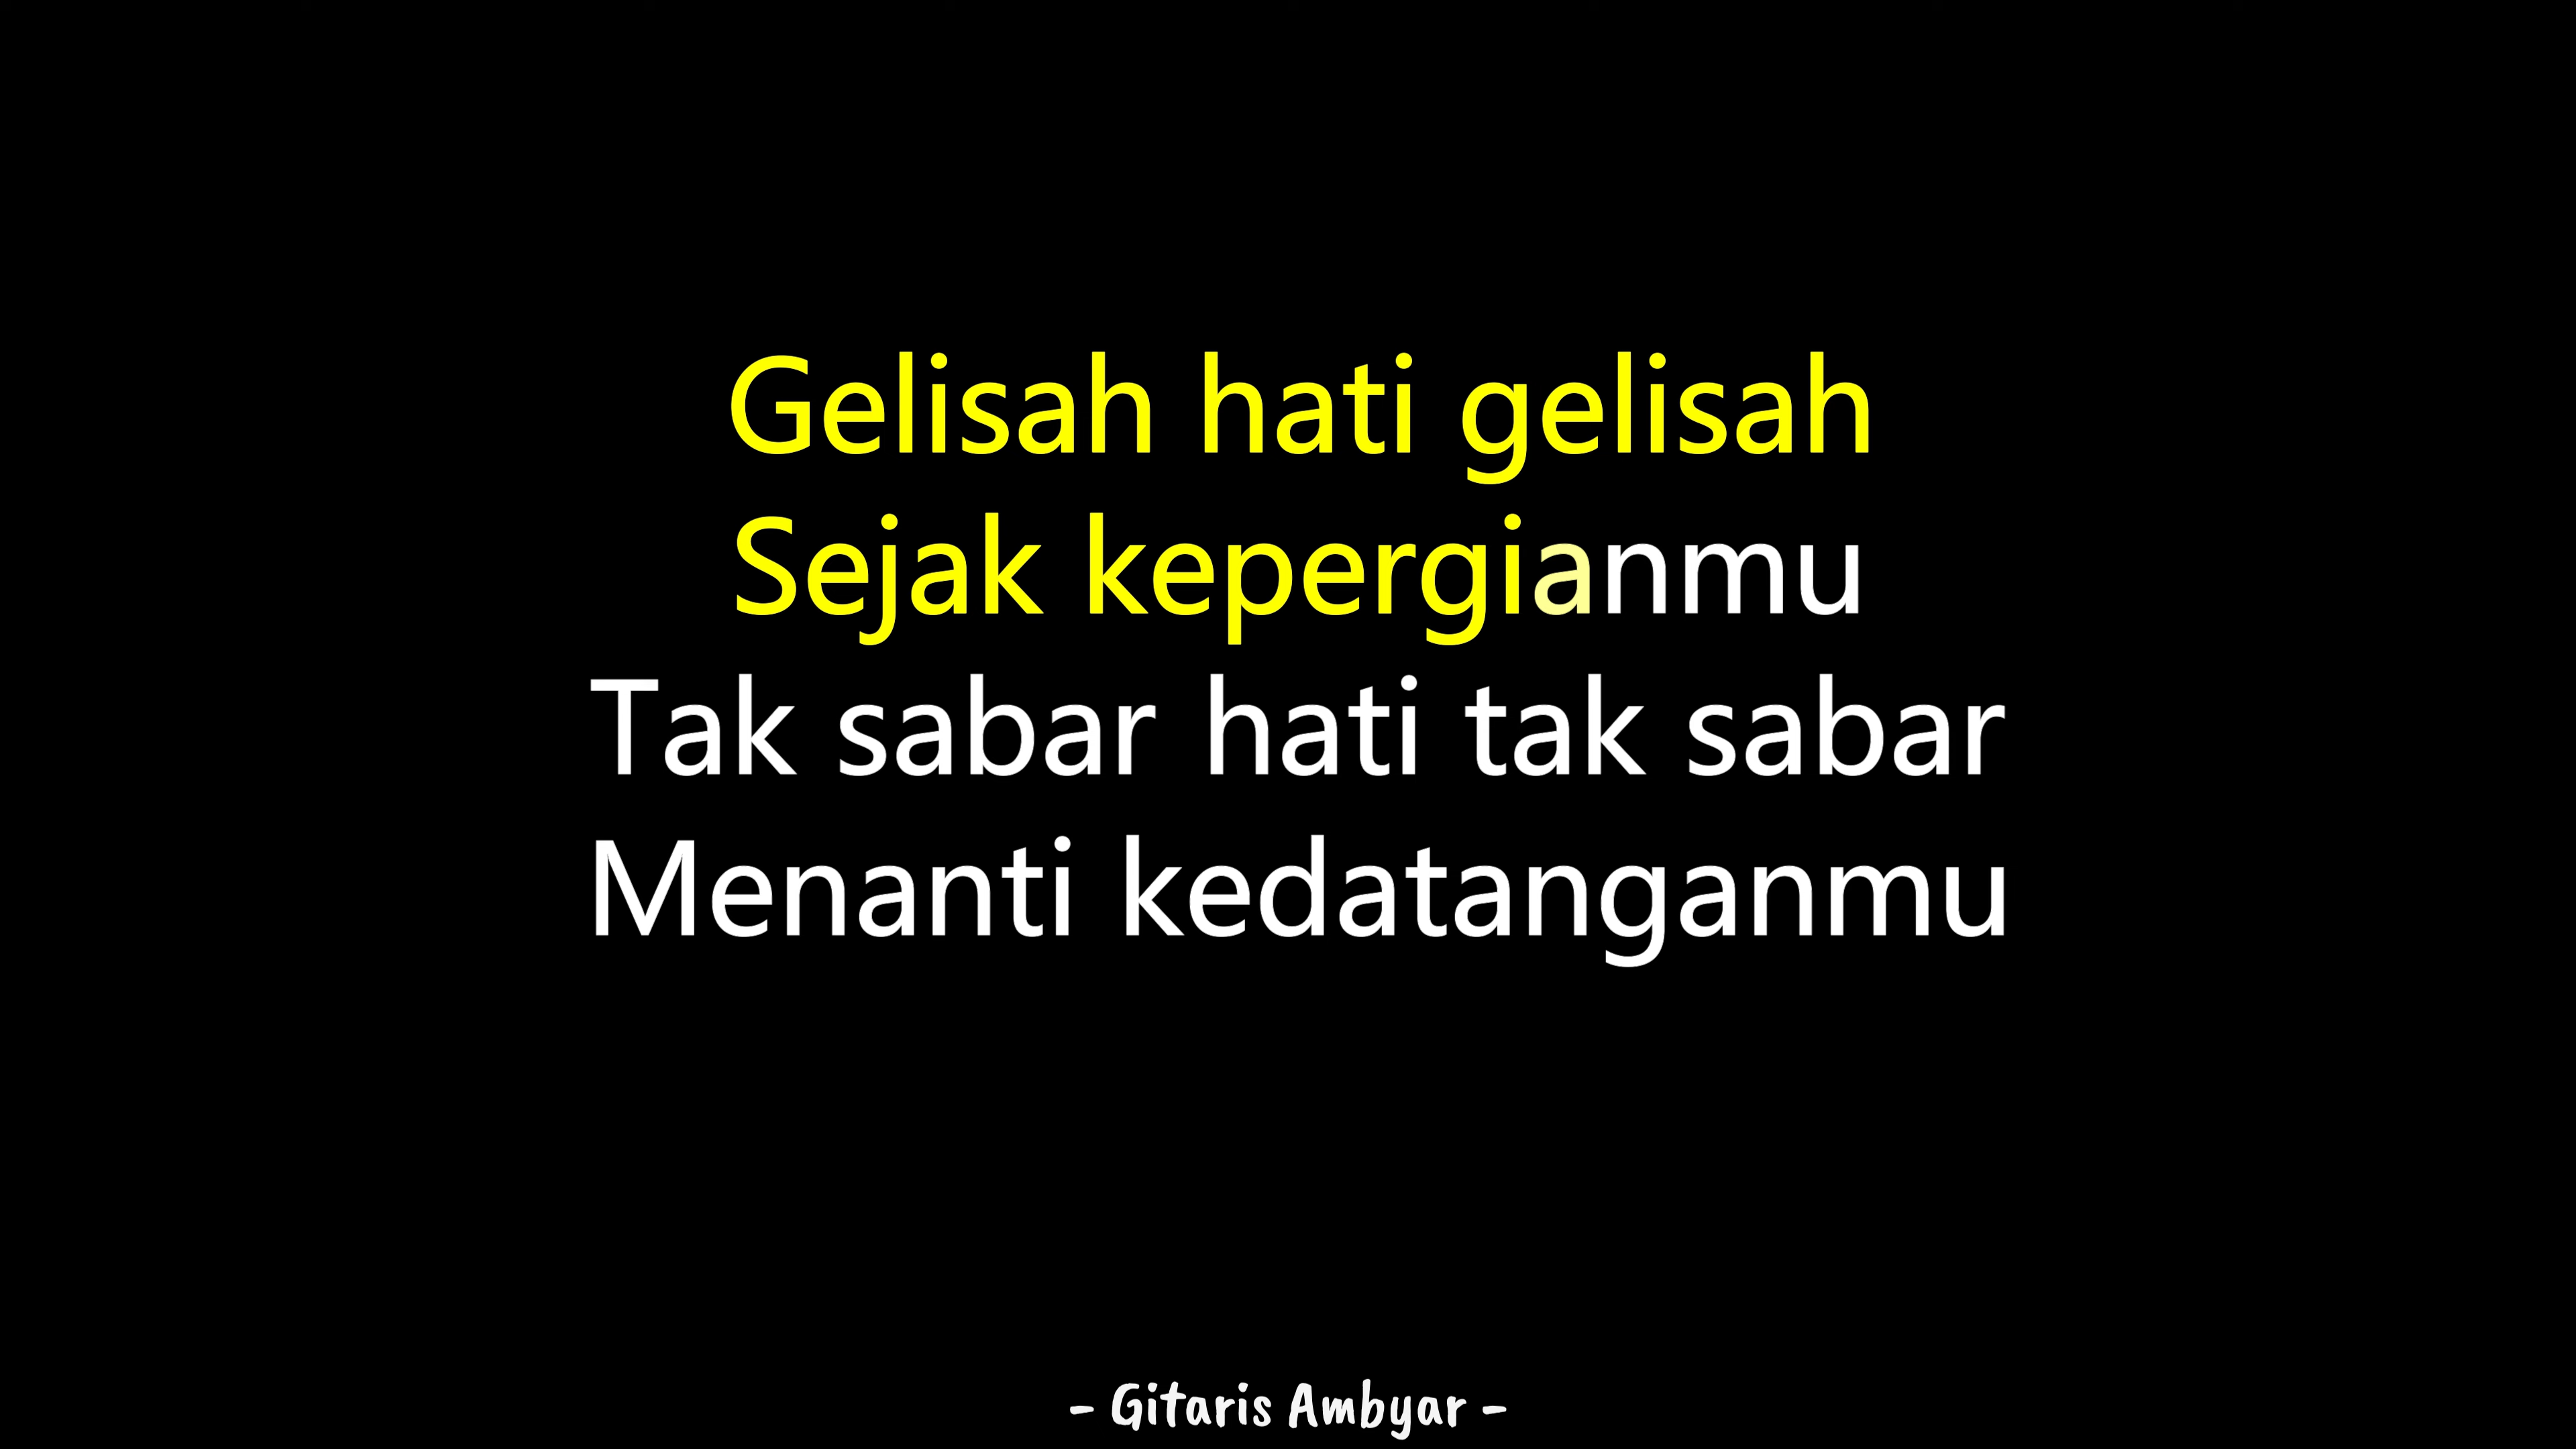 Gelisah hati gelisah
Sejak kepergianmu
Tak sabar hati tak sabar
Menanti kedatanganmu
- Gitaris Ambyar -